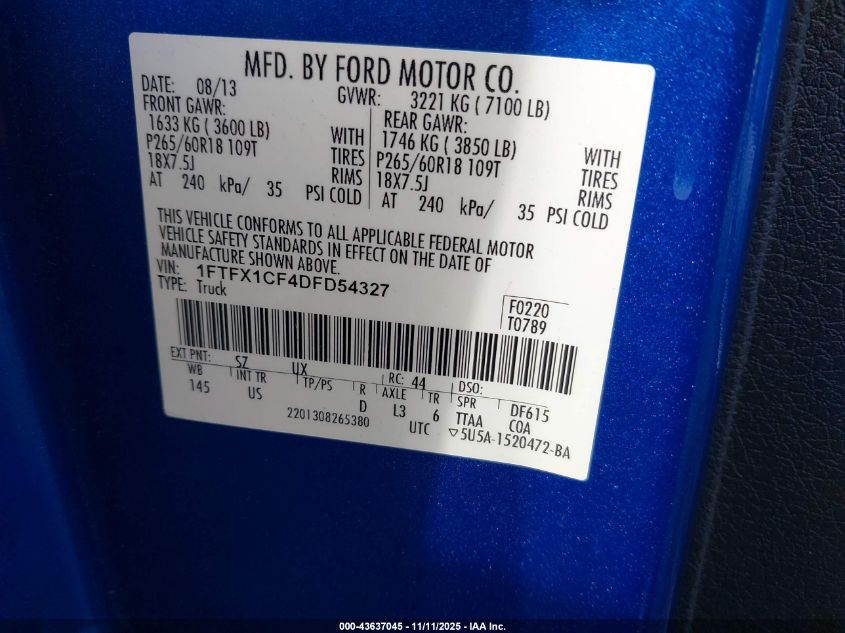 MFD. BY FORD MOTOR CO.
DATE: 08/13 GVWR: 3221 KG ( 7100 LB)
FRONT GAWR: REAR GAWR:
1633 KG ( 3600 LB) WITH 1746 KG ( 3850 LB) WITH
P265/60R18 109T TIRES P265/60R18 109T TIRES
18X7.5J RIMS 18X7.5J RIMS
AT 240 kPa/ 35 PSI COLD AT 240 kPa/ 35 PSI COLD
THIS VEHICLE CONFORMS TO ALL APPLICABLE FEDERAL MOTOR
VEHICLE SAFETY STANDARDS IN EFFECT ON THE DATE OF
MANUFACTURE SHOWN ABOVE.
VIN: 1FTFX1CF4DFD54327
TYPE: Truck
F0220
T0789
EXT PNT: SZ UX RC: 44 DSO:
WB INT TR TP/PS R AXLE TR SPR DF615
145 US D L3 6 TTAA COA
2201308265380 UTC ▽5U5A-1520472-BA
000-43637045 - 11/11/2025 - IAA Inc.